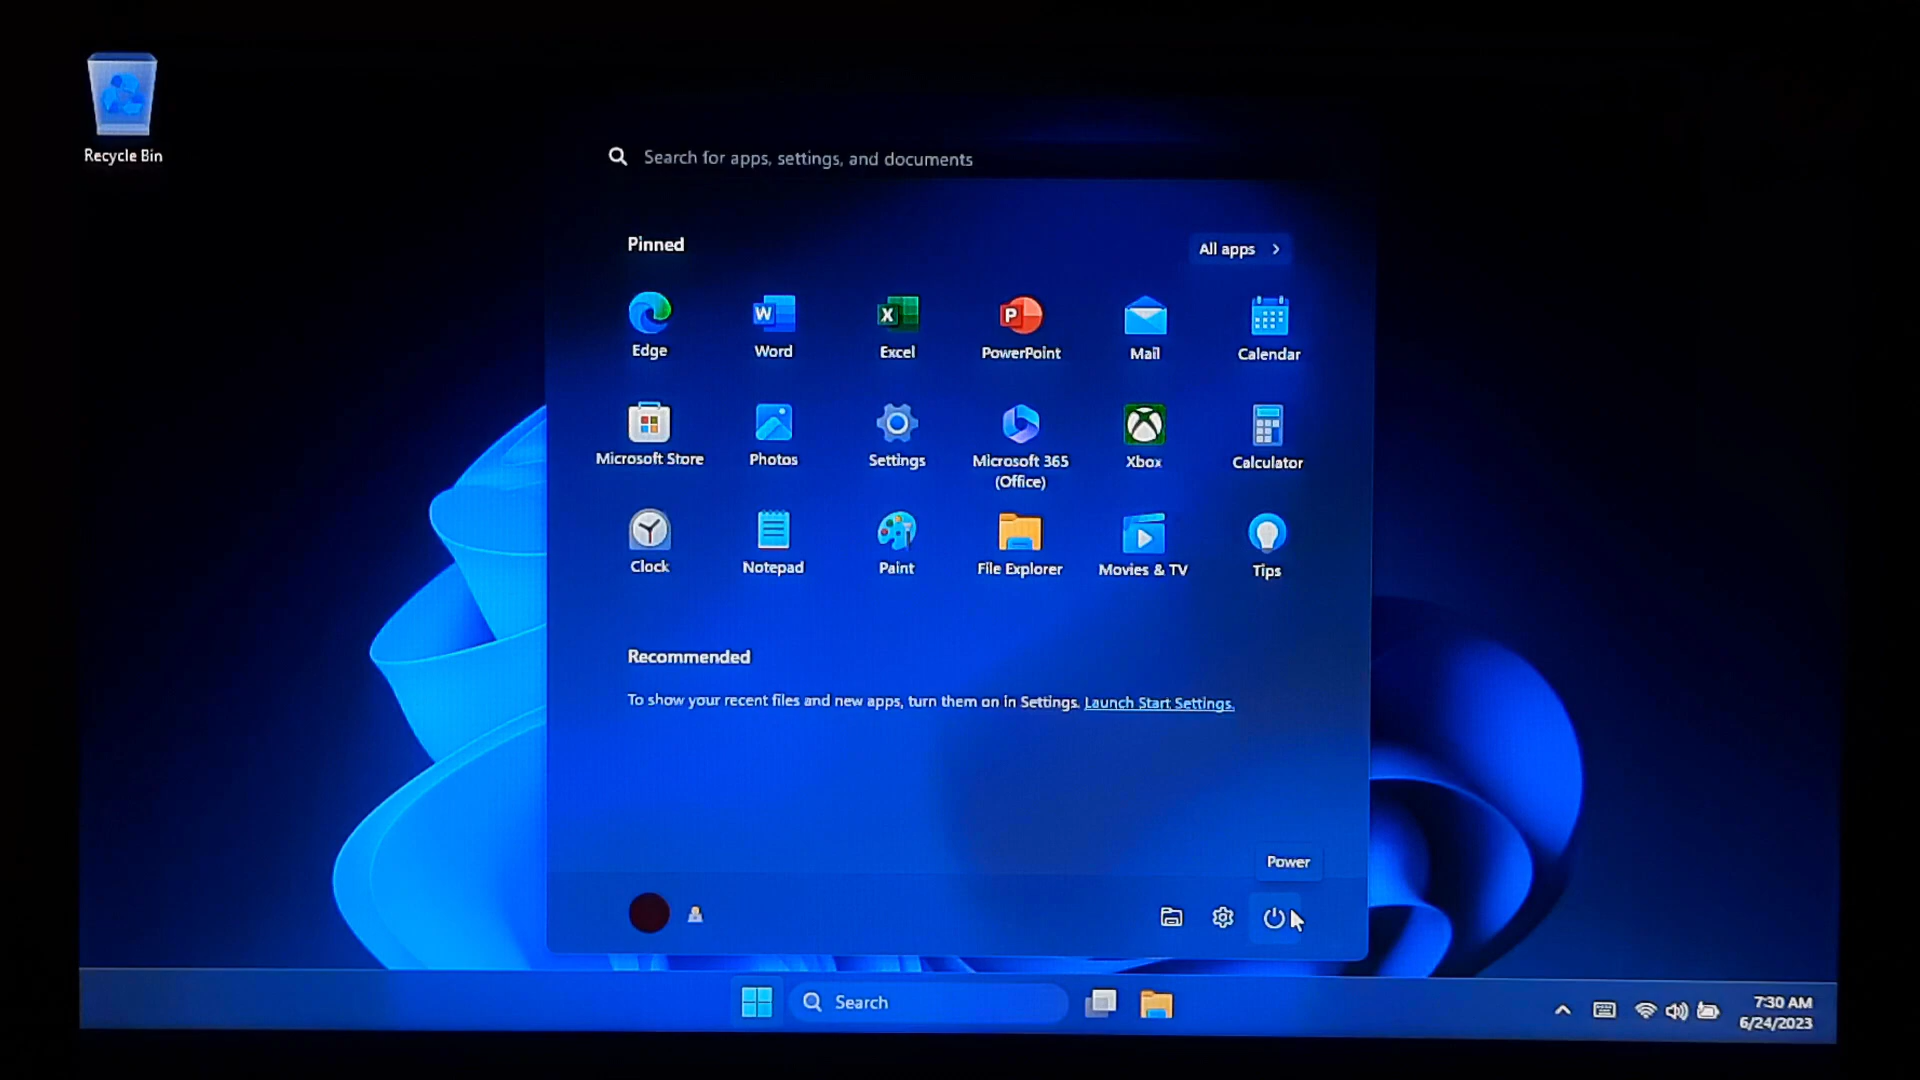 Recycle Bin
Search for apps, settings, and documents
Pinned
All apps
Edge
Word
Excel
PowerPoint
Mail
Calendar
Microsoft Store
Photos
Settings
Microsoft 365
(Office)
Xbox
Calculator
Clock
Notepad
Paint
File Explorer
Movies & TV
Tips
Recommended
To show your recent files and new apps, turn them on in Settings. Launch Start Settings.
Power
Search
7:30 AM
6/24/2023